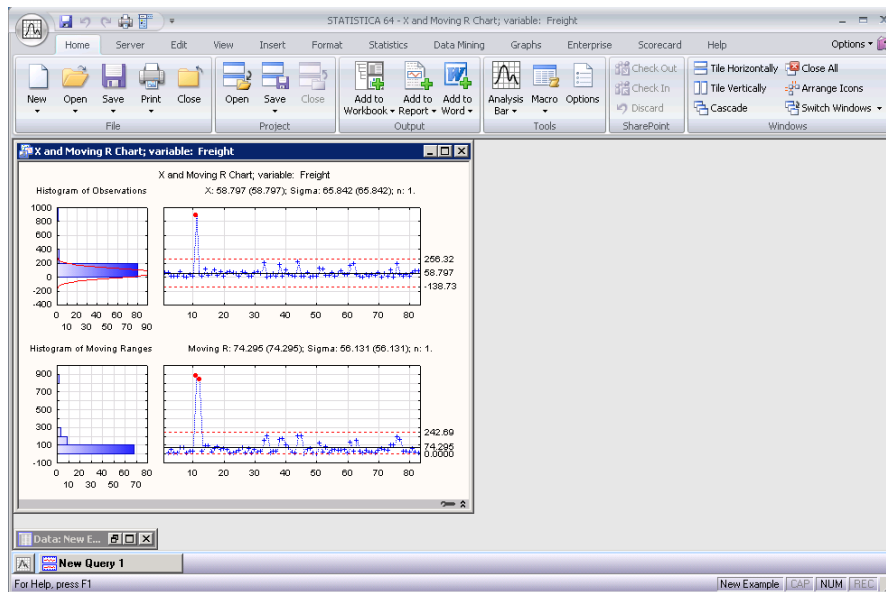 STATISTICA 64 - X and Moving R Chart; variable: Freight
Home Server Edit View Insert Format Statistics Data Mining Graphs Enterprise Scorecard Help Options
New Open Save Print Close Open Save Close Add to Workbook Add to Report Add to Word Analysis Bar Macro Options
Check Out Tile Horizontally Close All
Check In Tile Vertically Arrange Icons
Discard Cascade Switch Windows
File Project Output Tools SharePoint Windows
X and Moving R Chart; variable: Freight
X and Moving R Chart; variable: Freight
Histogram of Observations X: 58.797 (58.797); Sigma: 65.842 (65.842); n: 1.
1000
800
600
400
200
0
-200
-400
256.32
58.797
-138.73
0 20 40 60 80
10 30 50 70 90
10 20 30 40 50 60 70 80
Histogram of Moving Ranges Moving R: 74.295 (74.295); Sigma: 56.131 (56.131); n: 1.
900
700
500
300
100
-100
242.69
74.295
0.0000
0 20 40 60 80
10 30 50 70
10 20 30 40 50 60 70 80
Data: New E...
New Query 1
For Help, press F1 New Example CAP NUM REC